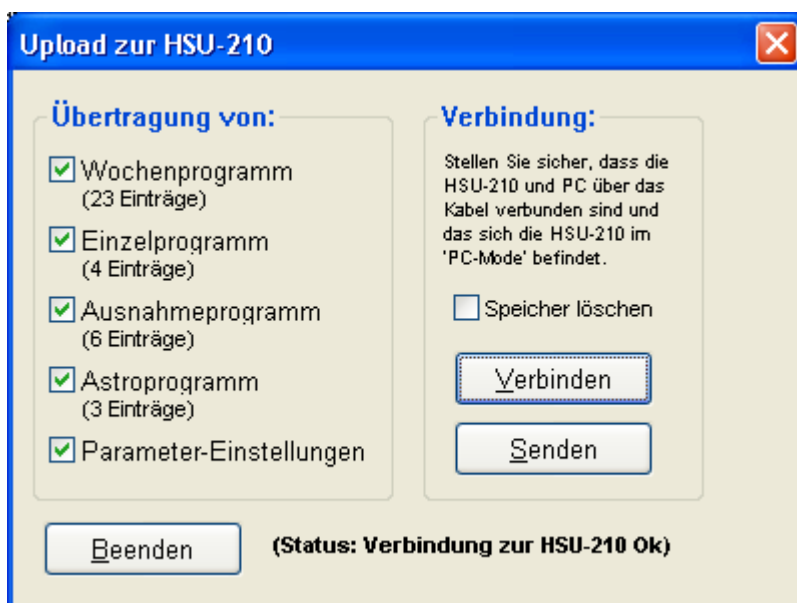 Upload zur HSU-210
Übertragung von:
Wochenprogramm
(23 Einträge)
Einzelprogramm
(4 Einträge)
Ausnahmeprogramm
(6 Einträge)
Astroprogramm
(3 Einträge)
Parameter-Einstellungen
Verbindung:
Stellen Sie sicher, dass die
HSU-210 und PC über das
Kabel verbunden sind und
das sich die HSU-210 im
'PC-Mode' befindet.
Speicher löschen
Verbinden
Senden
Beenden
(Status: Verbindung zur HSU-210 Ok)